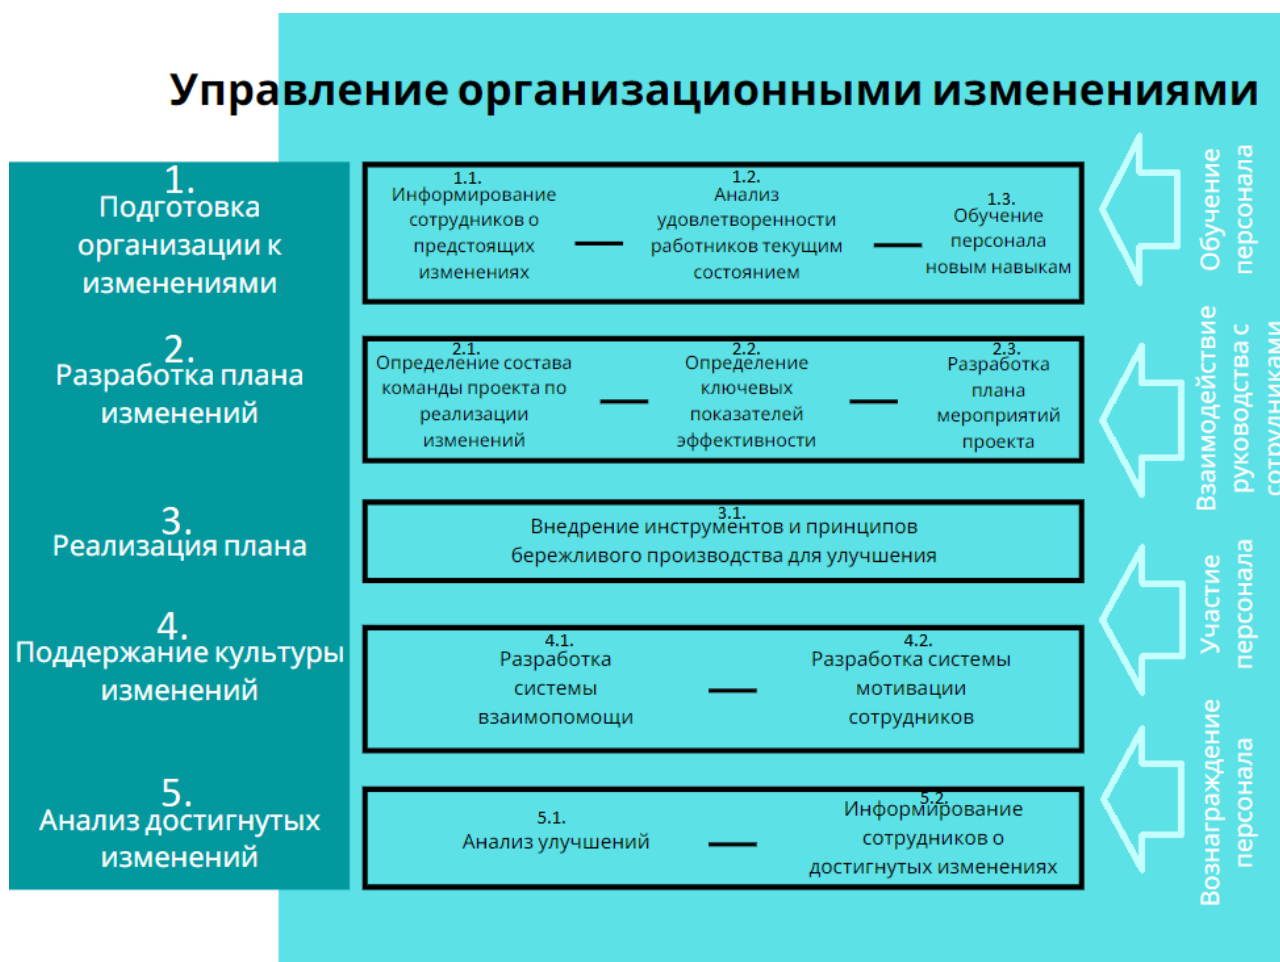 Управление организационными изменениями
1.
Подготовка
организации к
изменениями
1.1.
Информирование
сотрудников о
предстоящих
изменениях
1.2.
Анализ
удовлетворенности
работников текущим
состоянием
1.3.
Обучение
персонала
новым навыкам
Обучение
персонала
2.
Разработка плана
изменений
2.1.
Определение состава
команды проекта по
реализации
изменений
2.2.
Определение
ключевых
показателей
эффективности
2.3.
Разработка
плана
мероприятий
проекта
Взаимодействие
руководства с
сотрудниками
3.
Реализация плана
3.1.
Внедрение инструментов и принципов
бережливого производства для улучшения
Участие
персонала
4.
Поддержание культуры
изменений
4.1.
Разработка
системы
взаимопомощи
4.2.
Разработка системы
мотивации
сотрудников
Вознаграждение
персонала
5.
Анализ достигнутых
изменений
5.1.
Анализ улучшений
5.2.
Информирование
сотрудников о
достигнутых изменениях